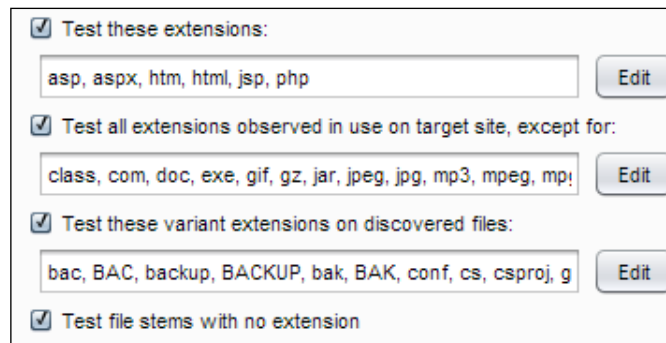 Test these extensions:
asp, aspx, htm, html, jsp, php
Edit
Test all extensions observed in use on target site, except for:
class, com, doc, exe, gif, gz, jar, jpeg, jpg, mp3, mpeg,
Edit
Test these variant extensions on discovered files:
bac, BAC, backup, BACKUP, bak, BAK, conf, cs, csproj,
Edit
Test file stems with no extension